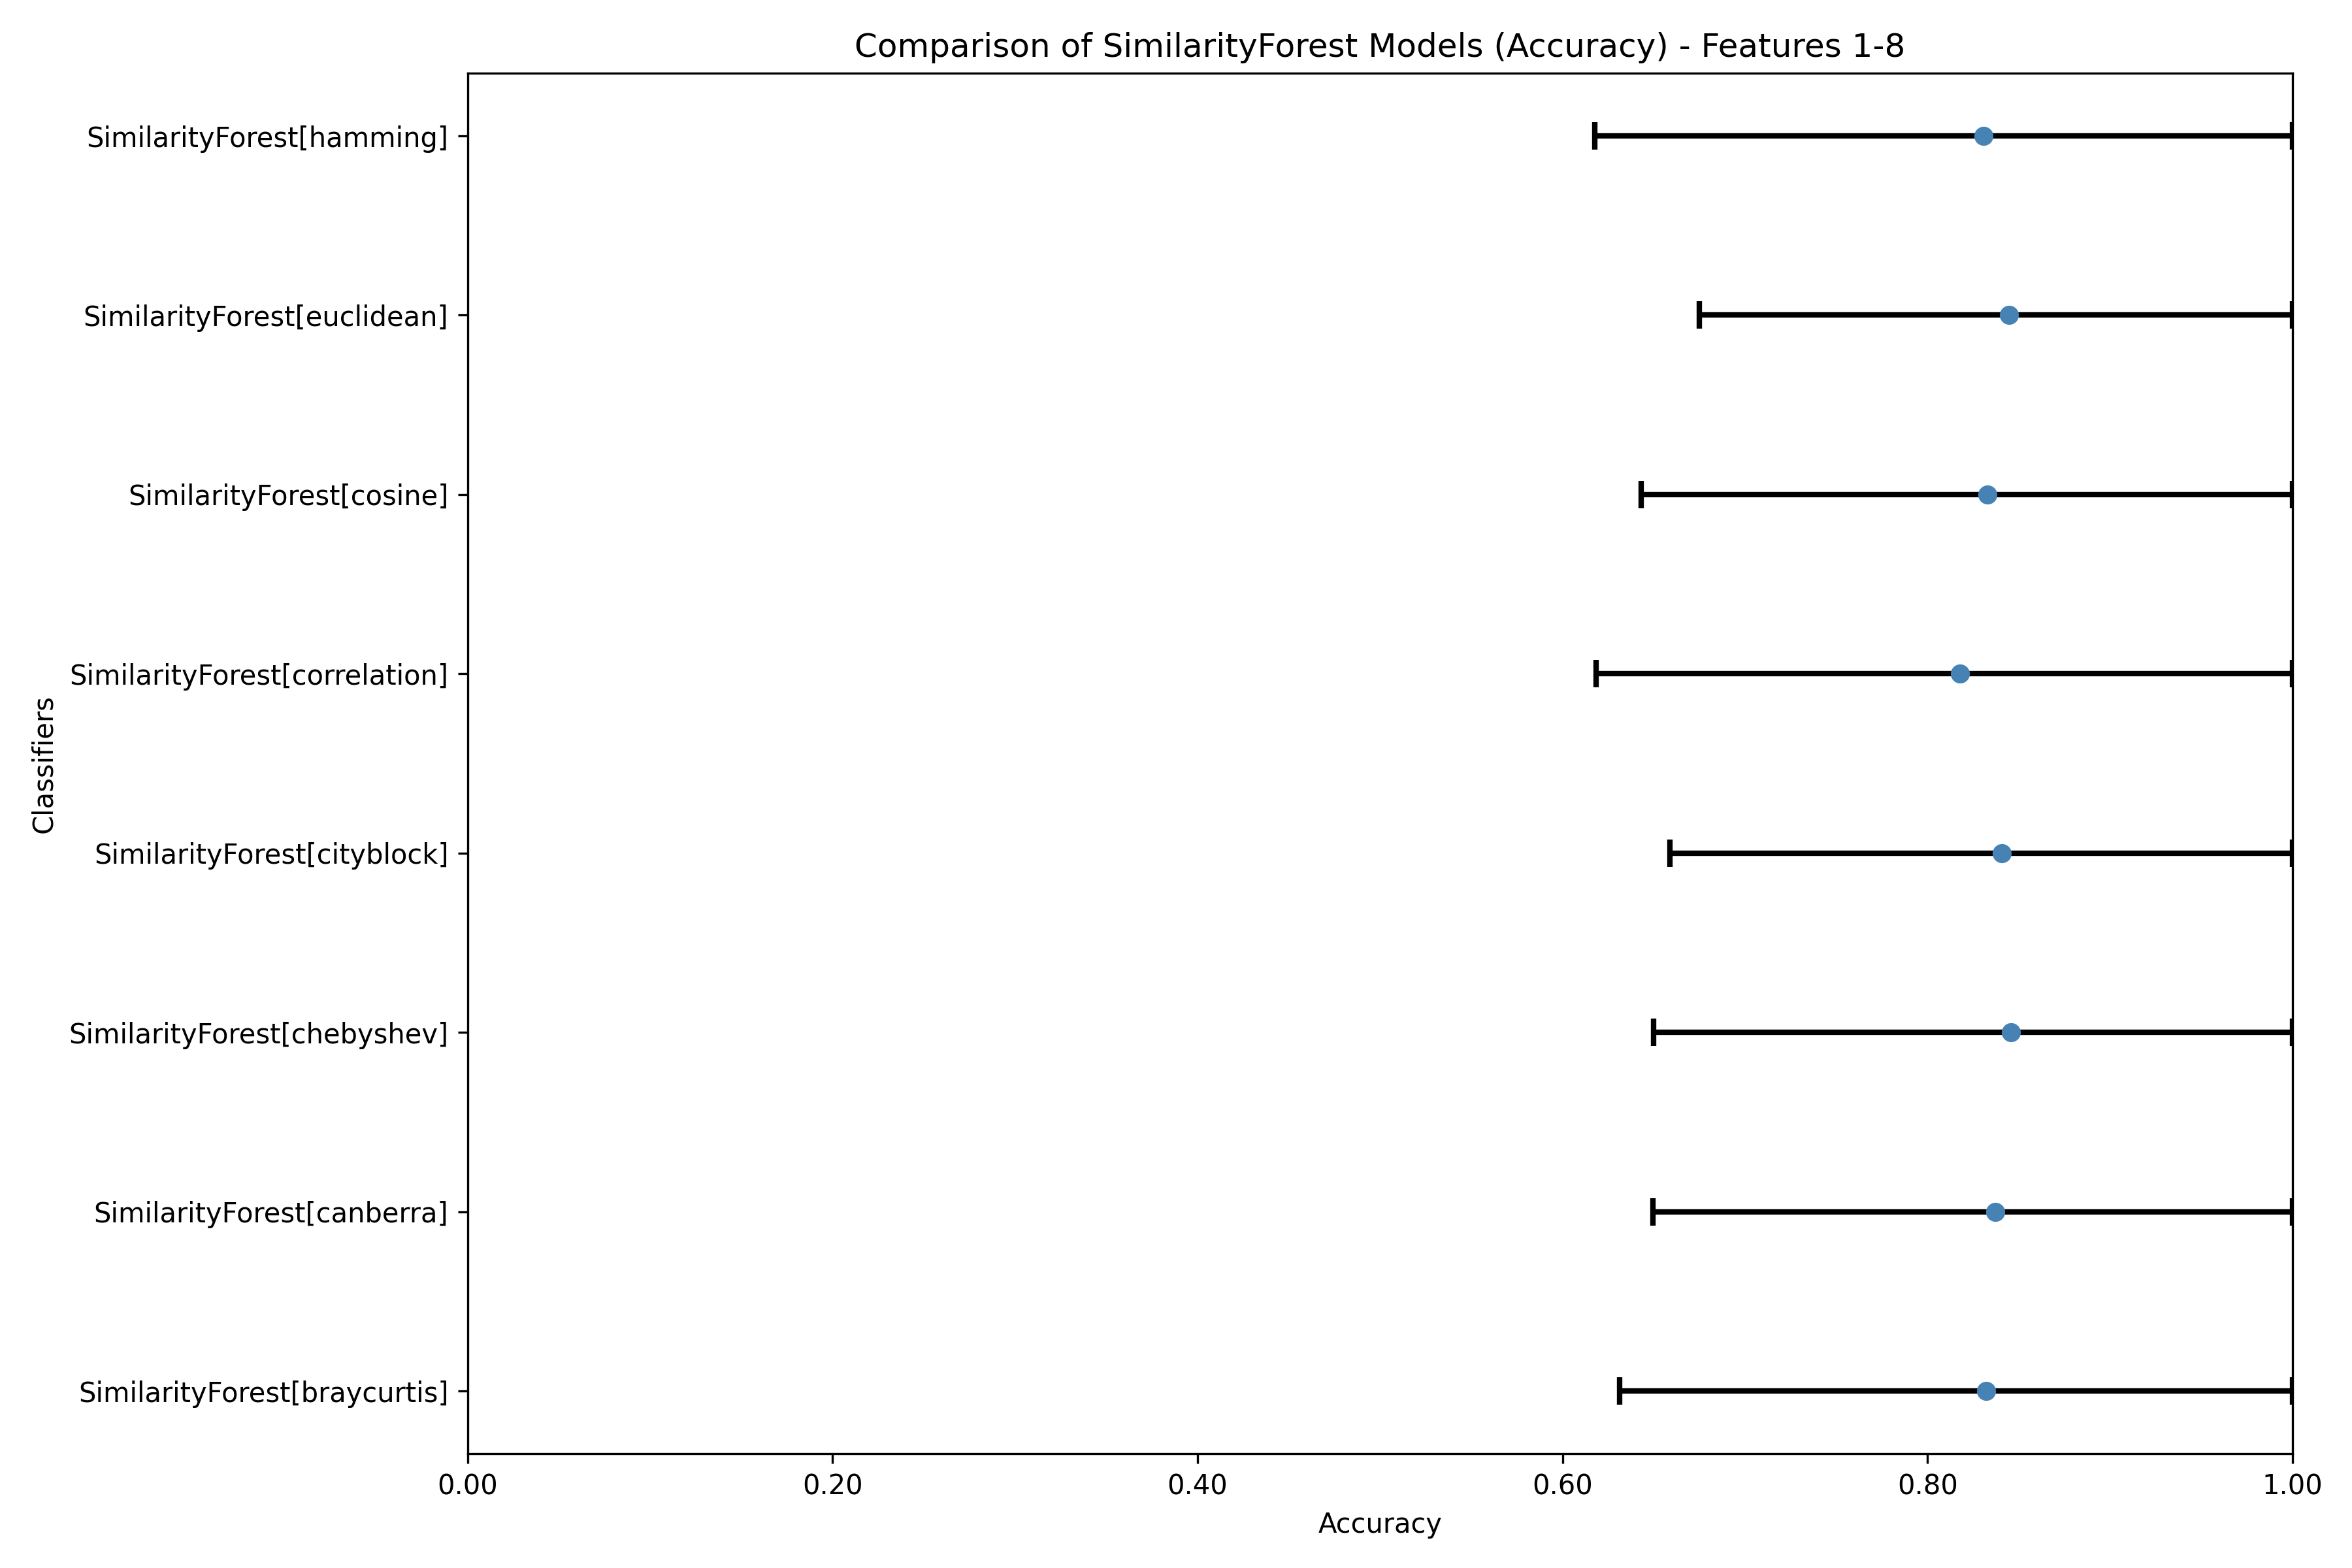 Comparison of SimilarityForest Models (Accuracy) - Features 1-8
Classifiers
SimilarityForest[hamming]
SimilarityForest[euclidean]
SimilarityForest[cosine]
SimilarityForest[correlation]
SimilarityForest[cityblock]
SimilarityForest[chebyshev]
SimilarityForest[canberra]
SimilarityForest[braycurtis]
0.00 0.20 0.40 0.60 0.80 1.00
Accuracy